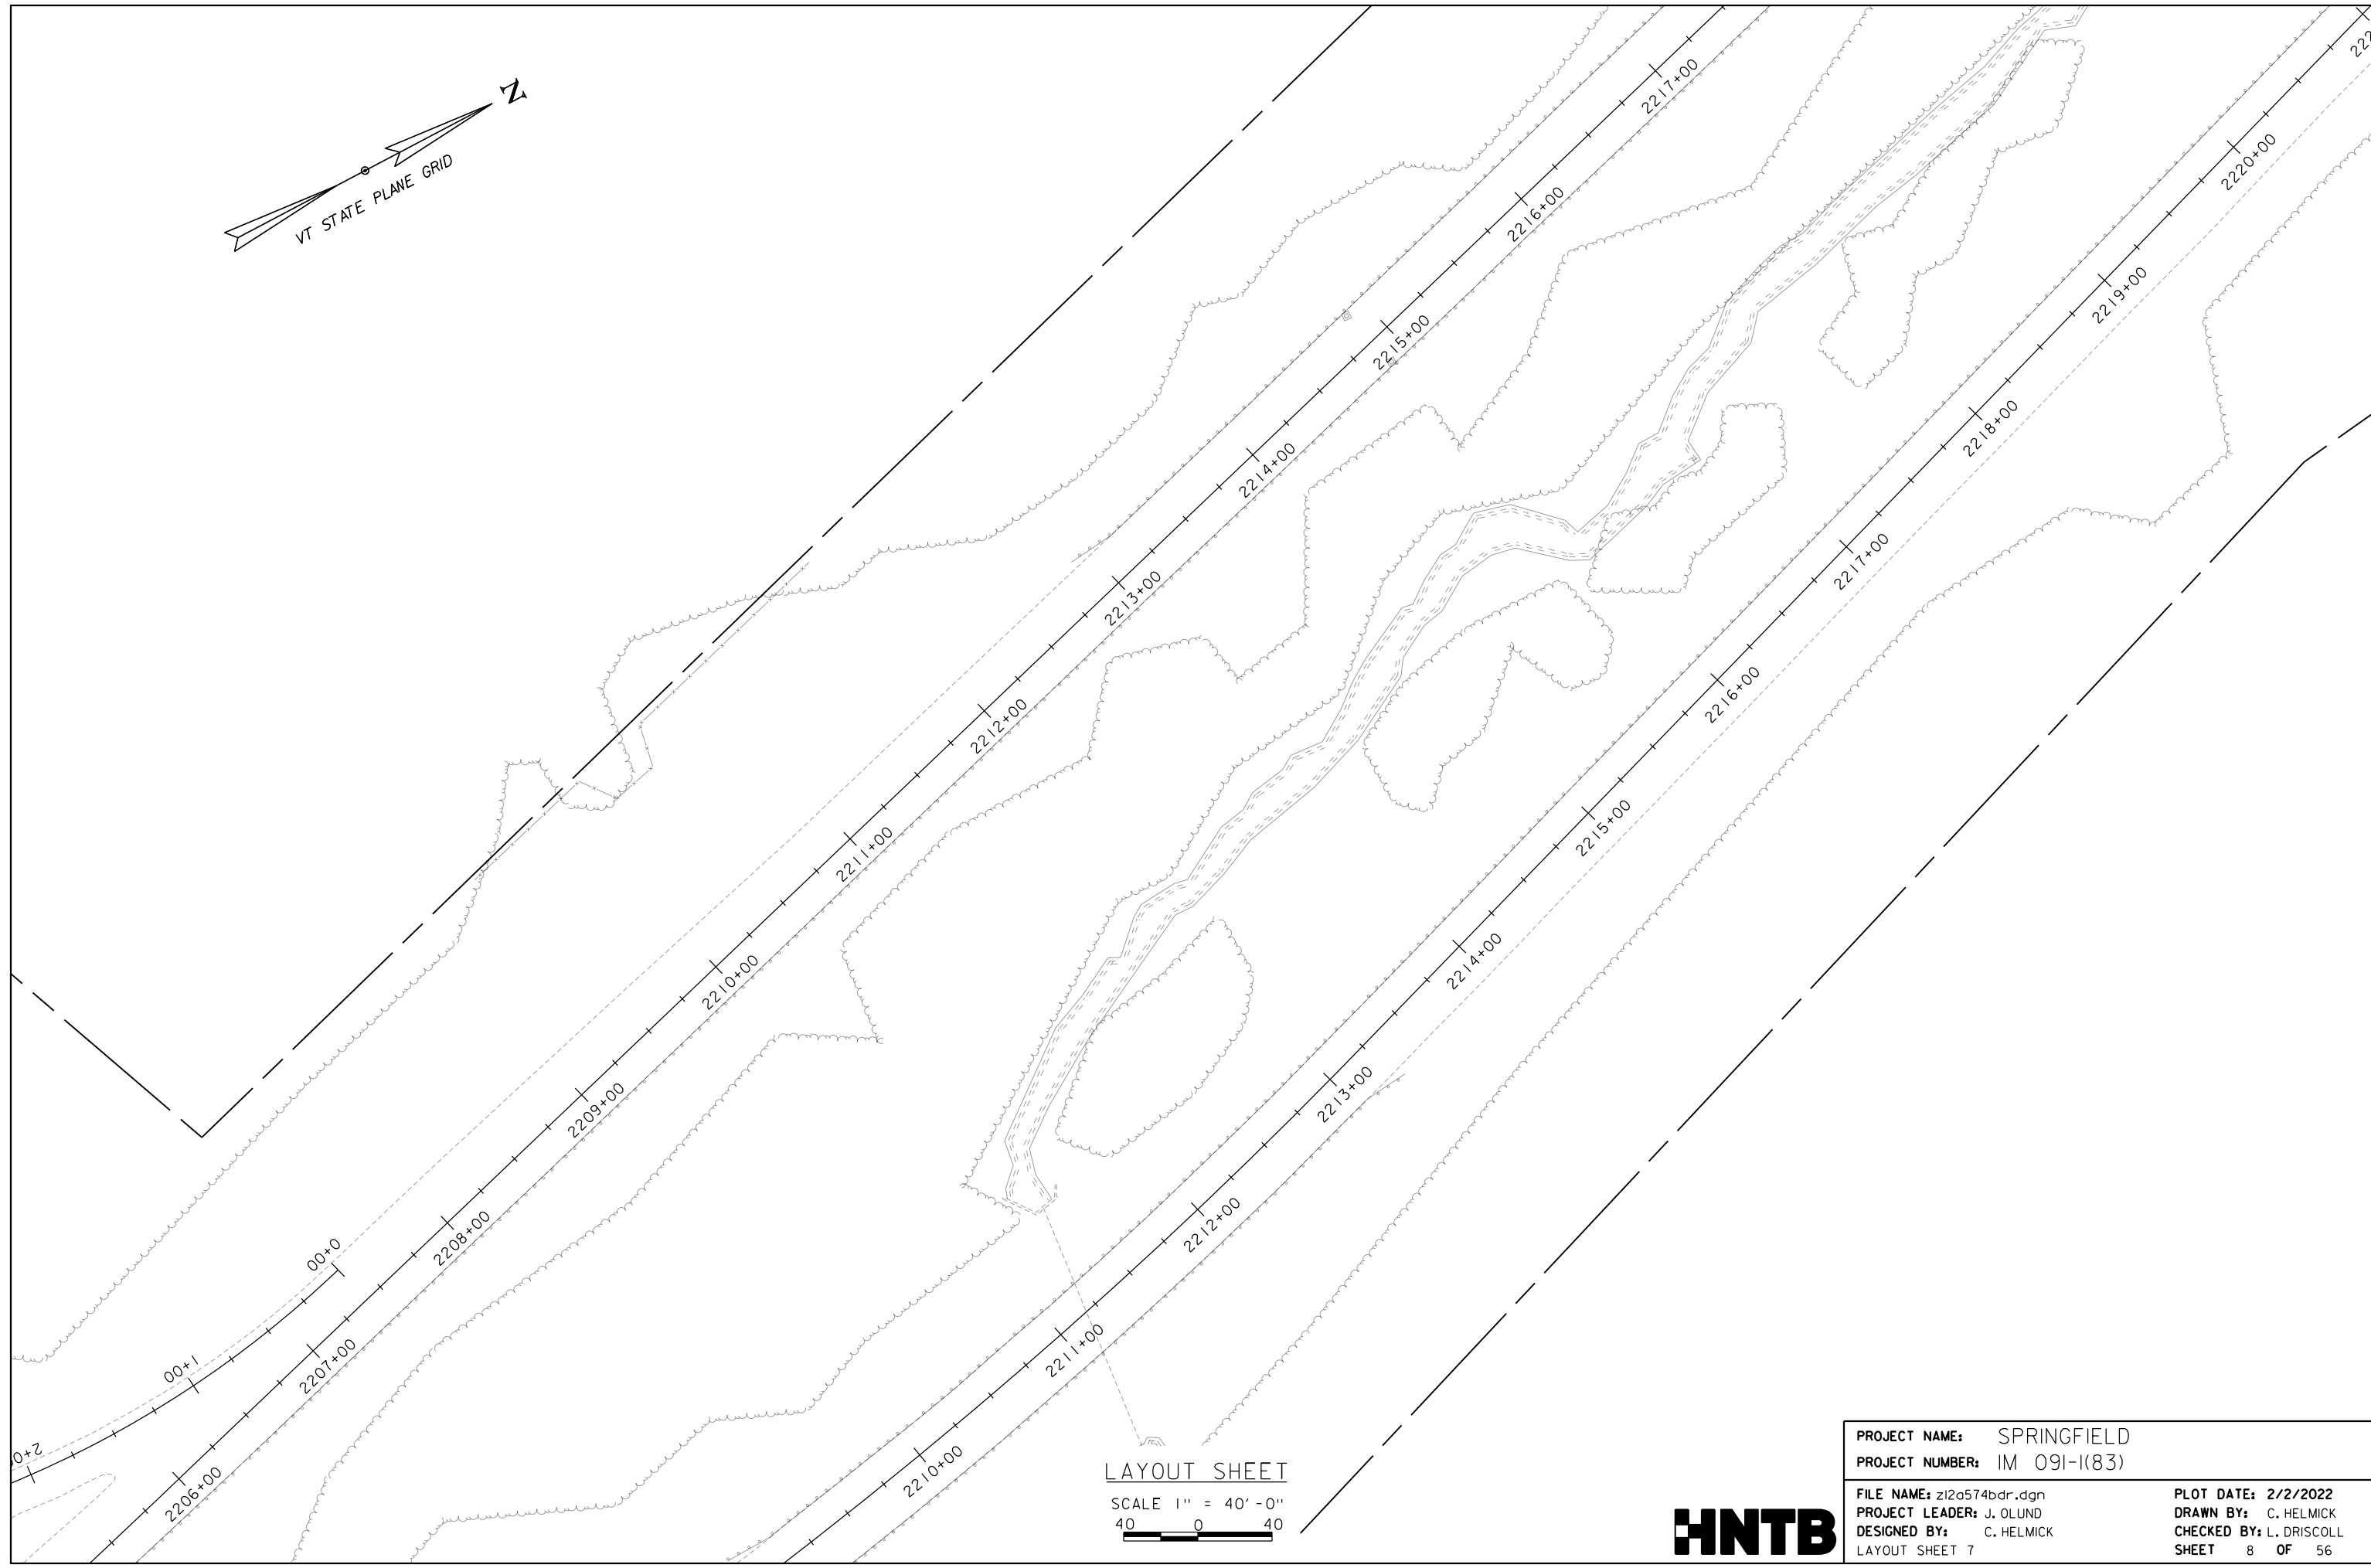 N
VT STATE PLANE GRID
2217+00
2216+00
2215+00
2214+00
2213+00
2212+00
2211+00
2210+00
2209+00
2208+00
2207+00
2206+00
0+00
1+00
222
2220+00
2219+00
2218+00
2217+00
2216+00
2215+00
2214+00
2213+00
2212+00
2211+00
2210+00
LAYOUT SHEET
SCALE 1" = 40'-0"
40 0 40
HNTB
PROJECT NAME: SPRINGFIELD
PROJECT NUMBER: IM 091-1(83)
FILE NAME: z12a574bdr.dgn PLOT DATE: 2/2/2022
PROJECT LEADER: J. OLUND DRAWN BY: C. HELMICK
DESIGNED BY: C. HELMICK CHECKED BY: L. DRISCOLL
LAYOUT SHEET 7 SHEET 8 OF 56